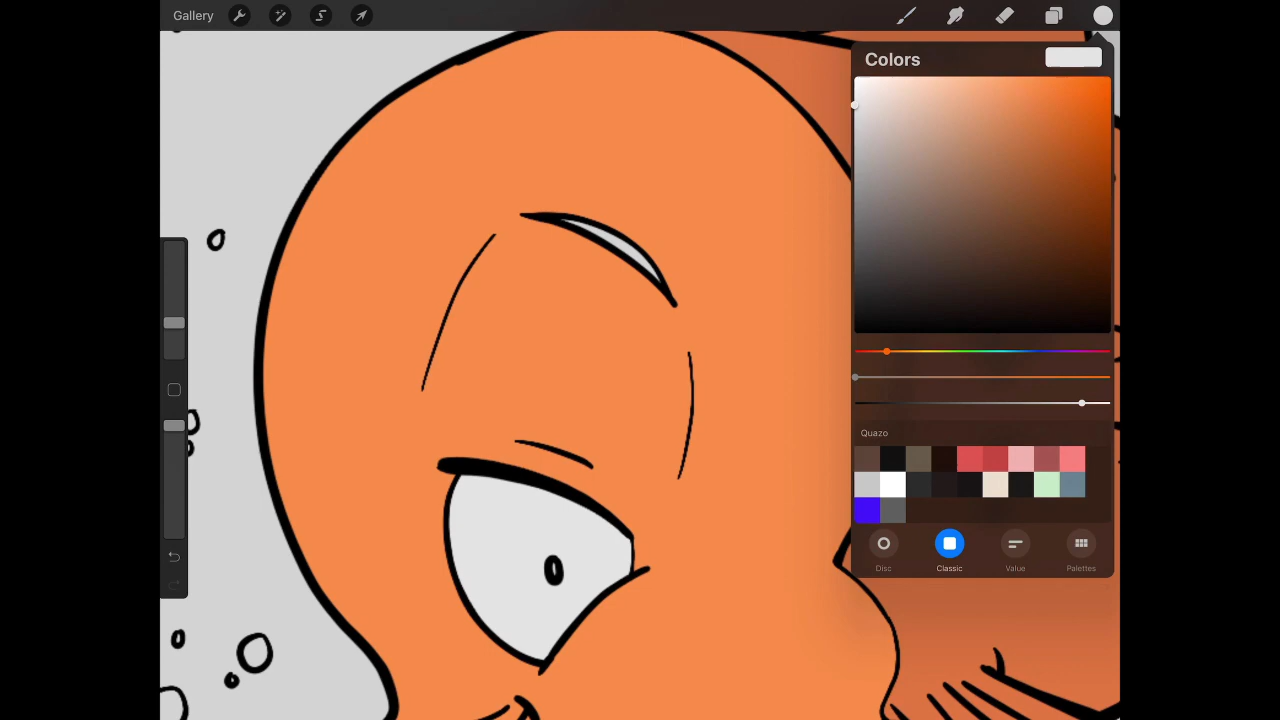 Gallery
Colors
Quazo
Disc
Classic
Value
Palettes